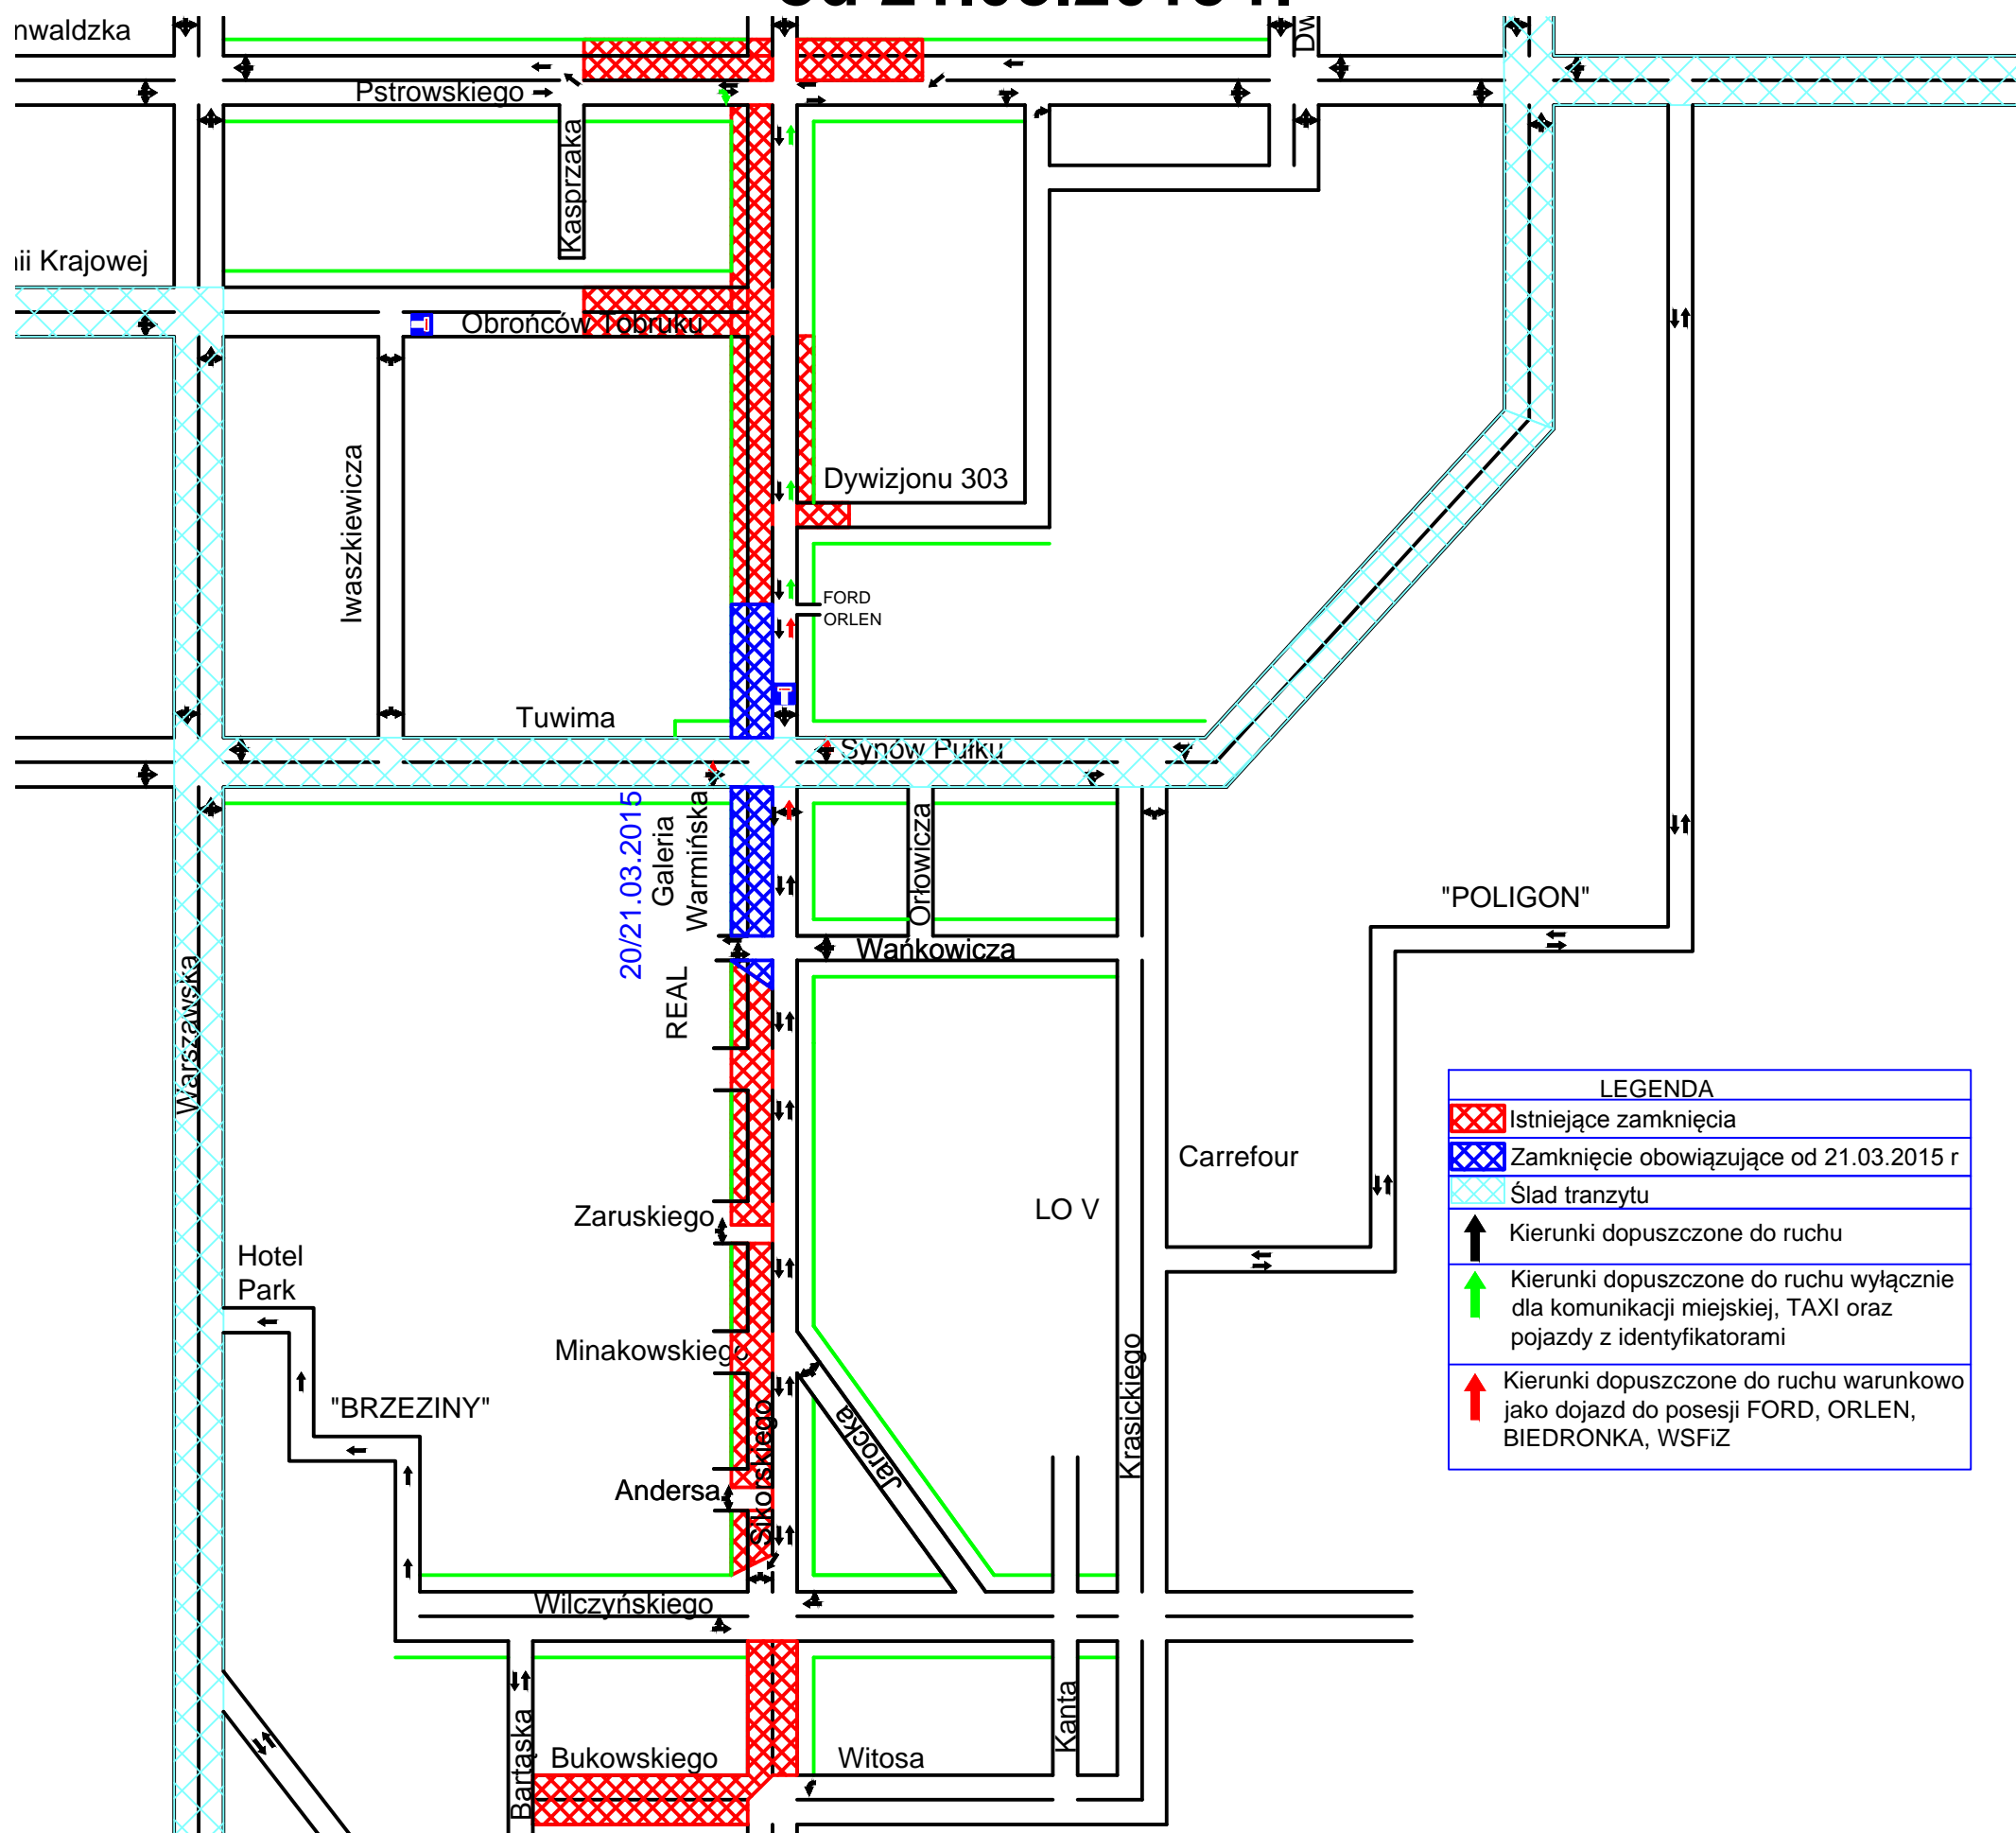 nwaldzka
Pstrowskiego
Kasprzaka
Krajowej
Obrońców Tobruku
Iwaszkiewicza
Dywizjonu 303
FORD
ORLEN
Tuwima
Synów Pułku
20/21.03.2015
Galeria
Warmińska
Orłowicza
"POLIGON"
Wańkowicza
REAL
Warszawska
LEGENDA
Istniejące zamknięcia
Zamknięcie obowiązujące od 21.03.2015 r
Ślad tranzytu
Kierunki dopuszczone do ruchu
Kierunki dopuszczone do ruchu wyłącznie
dla komunikacji miejskiej, TAXI oraz
pojazdy z identyfikatorami
Kierunki dopuszczone do ruchu warunkowo
jako dojazd do posesji FORD, ORLEN,
BIEDRONKA, WSFiZ
Carrefour
LO V
Zaruskiego
Hotel
Park
Minakowskiego
"BRZEZINY"
Krasickiego
Jarocka
Sikorskiego
Andersa
Wilczyńskiego
Bartąska
Bukowskiego
Witosa
Kanta